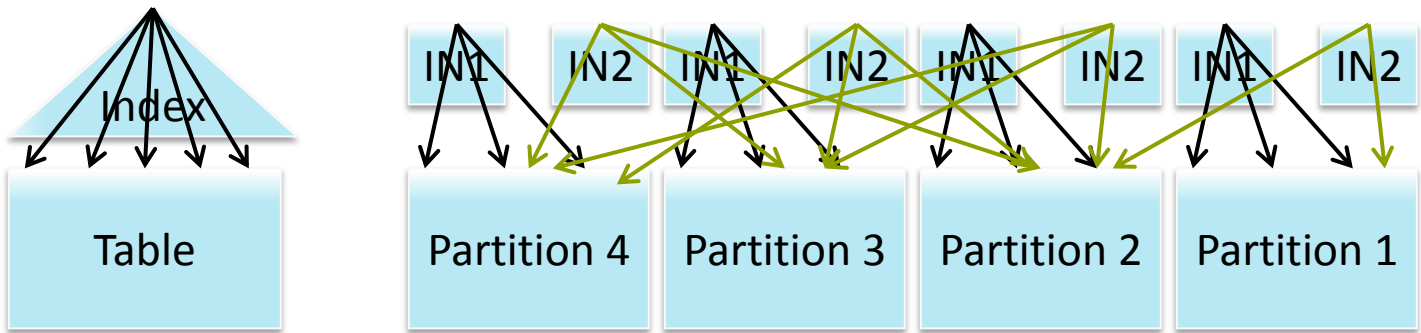 Index
Table
IN1 IN2 IN1 IN2 IN1 IN2 IN1 IN2
Partition 4 Partition 3 Partition 2 Partition 1